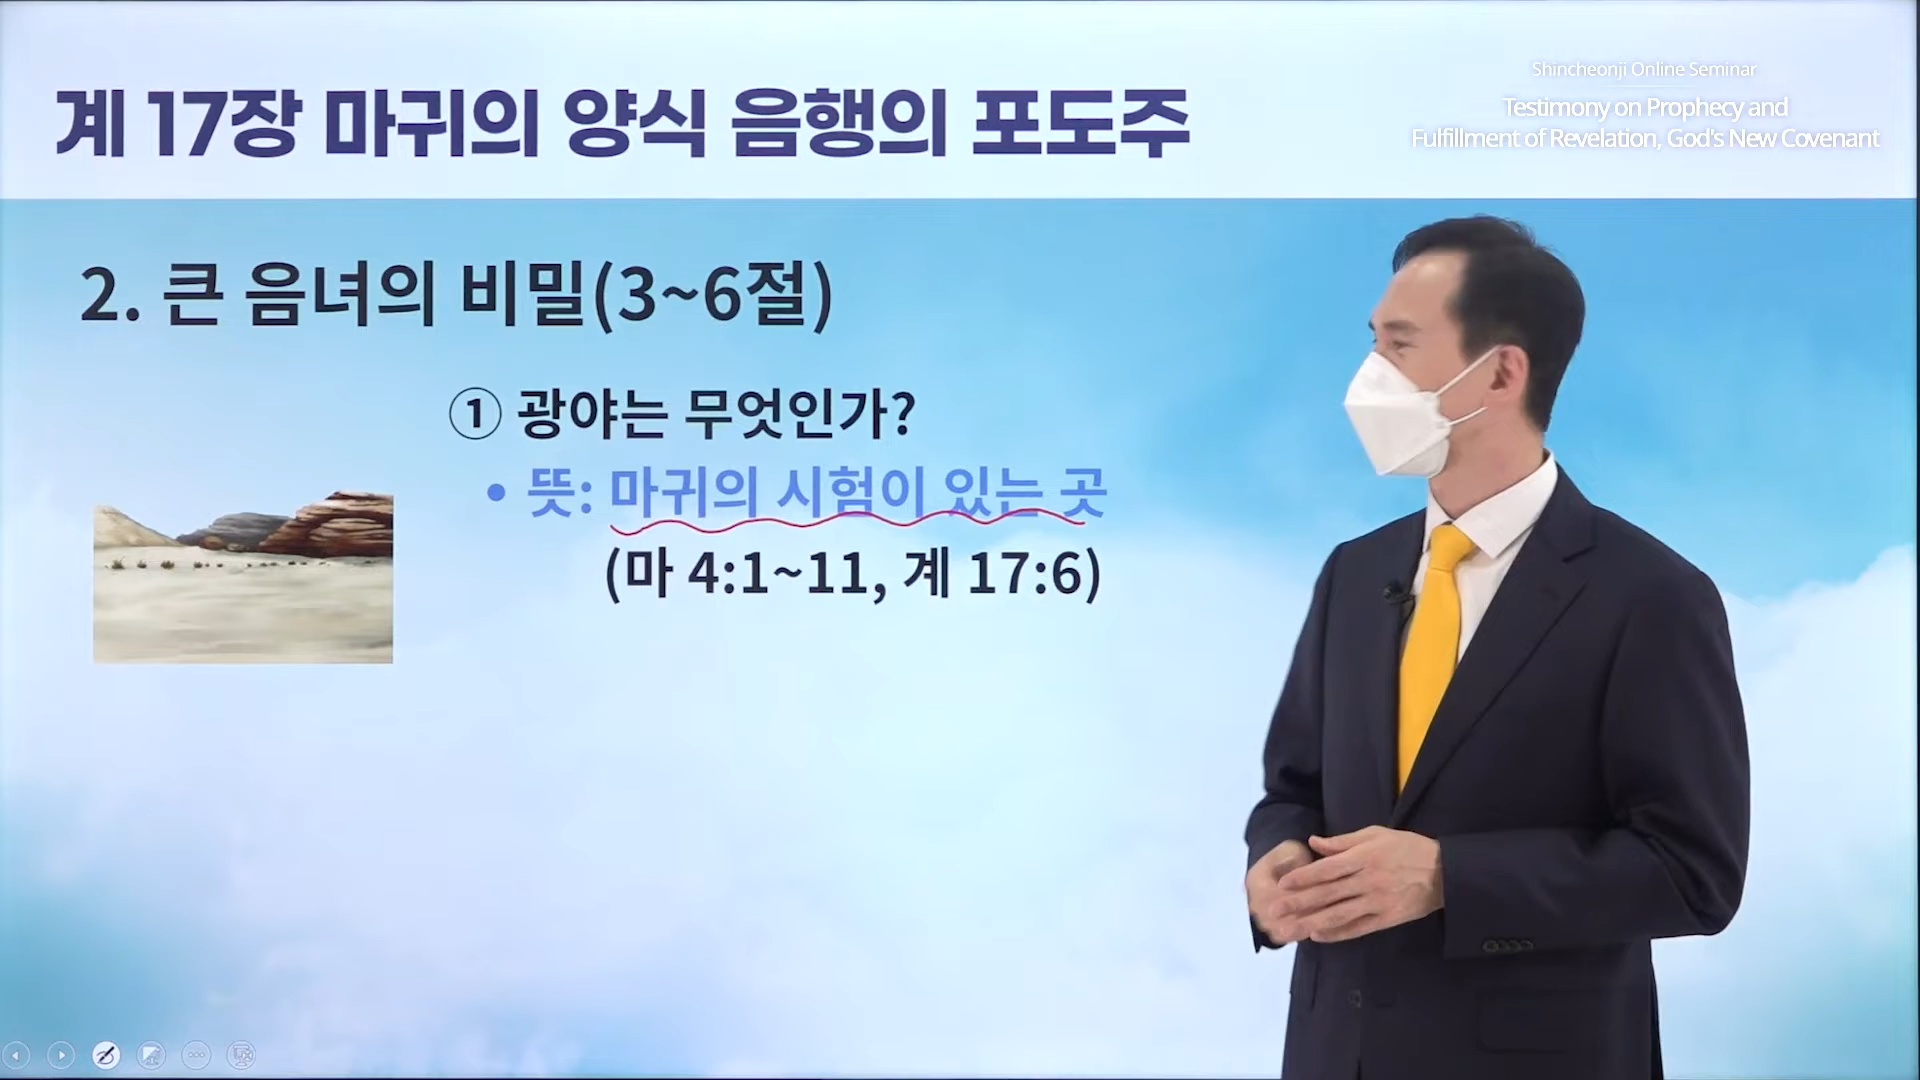 계 17장 마귀의 양식 음행의 포도주
Shincheonji Online Seminar
Testimony on Prophecy and
Fulfillment of Revelation, God's New Covenant
2. 큰 음녀의 비밀(3~6절)
① 광야는 무엇인가?
• 뜻: 마귀의 시험이 있는 곳
(마 4:1~11, 계 17:6)